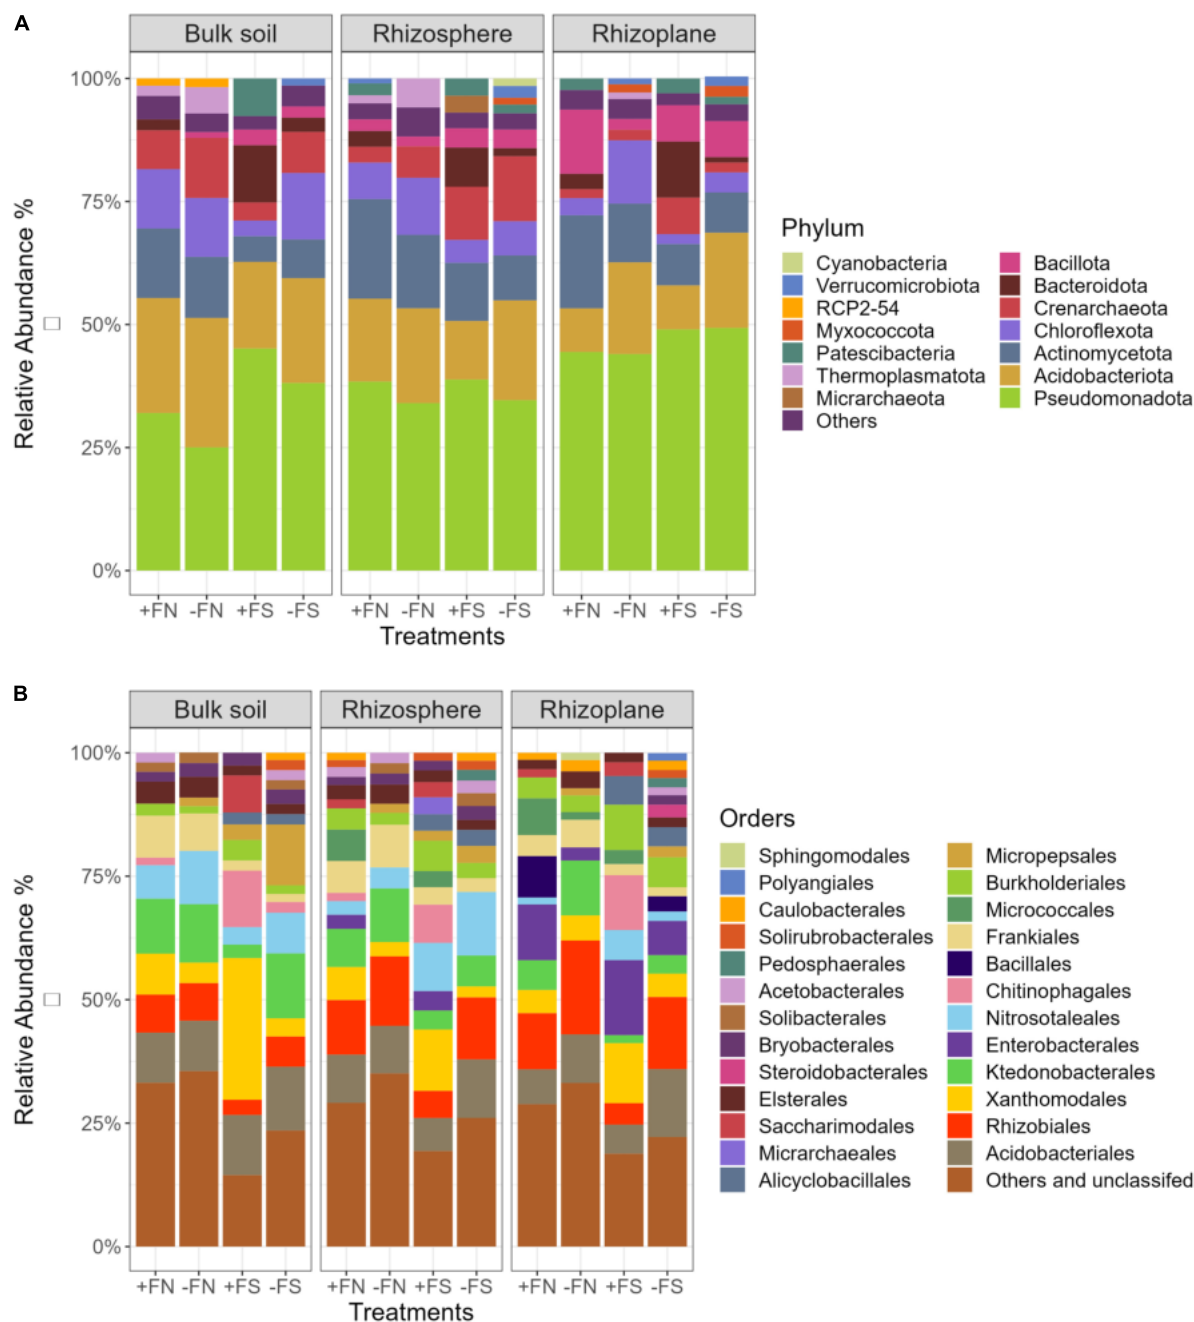 A
Bulk soil Rhizosphere Rhizoplane
100%
75%
50%
25%
0%
Relative Abundance %
+FN -FN +FS -FS +FN -FN +FS -FS +FN -FN +FS -FS
Treatments
Phylum
Cyanobacteria
Verrucomicrobiota
RCP2-54
Myxococcota
Patescibacteria
Thermoplasmatota
Micrarchaeota
Others
Bacillota
Bacteroidota
Crenarchaeota
Chloroflexota
Actinomycetota
Acidobacteriota
Pseudomonadota
B
Bulk soil Rhizosphere Rhizoplane
100%
75%
50%
25%
0%
Relative Abundance %
+FN -FN +FS -FS +FN -FN +FS -FS +FN -FN +FS -FS
Treatments
Orders
Sphingomodales
Polyangiales
Caulobacterales
Solirubrobacterales
Pedosphaerales
Acetobacterales
Solibacterales
Bryobacterales
Steroidobacterales
Elsterales
Saccharimodales
Micrarchaeales
Alicyclobacillales
Micropepsales
Burkholderiales
Micrococcales
Frankiales
Bacillales
Chitinophagales
Nitrosotaleales
Enterobacterales
Ktedonobacterales
Xanthomodales
Rhizobiales
Acidobacteriales
Others and unclassifed